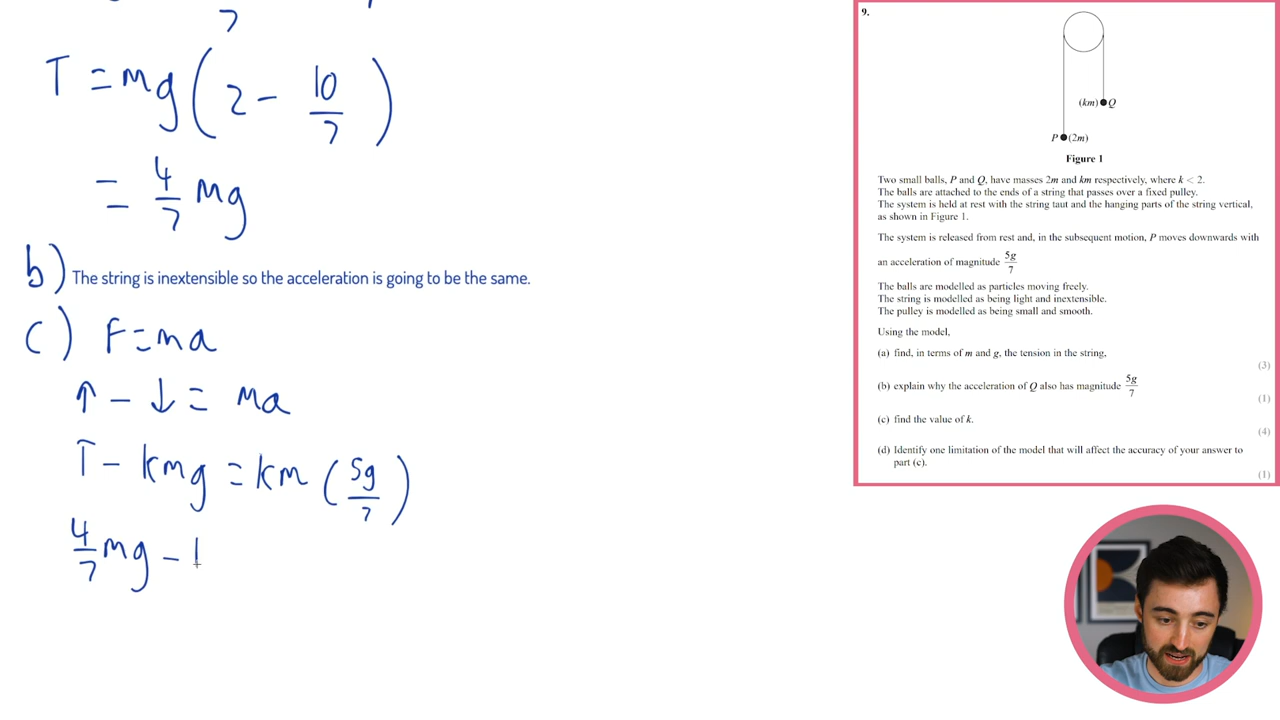 7
T = mg(2 - 10/7)
= 4/7 mg
b) The string is inextensible so the acceleration is going to be the same.
c) F = ma
↑ - ↓ = ma
T - kmg = km (5g/7)
4/7 mg -
9.
(km) Q
P (2m)
Figure 1
Two small balls, P and Q, have masses 2m and km respectively, where k < 2.
The balls are attached to the ends of a string that passes over a fixed pulley.
The system is held at rest with the string taut and the hanging parts of the string vertical,
as shown in Figure 1.
The system is released from rest and, in the subsequent motion, P moves downwards with
an acceleration of magnitude 5g/7
The balls are modelled as particles moving freely.
The string is modelled as being light and inextensible.
The pulley is modelled as being small and smooth.
Using the model,
(a) find, in terms of m and g, the tension in the string,
(3)
(b) explain why the acceleration of Q also has magnitude 5g/7
(1)
(c) find the value of k.
(4)
(d) Identify one limitation of the model that will affect the accuracy of your answer to
part (c).
(1)